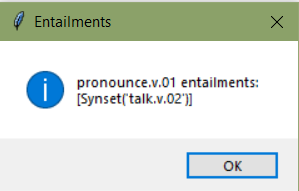 Entailments
pronounce.v.01 entailments:
[Synset('talk.v.02')]
OK